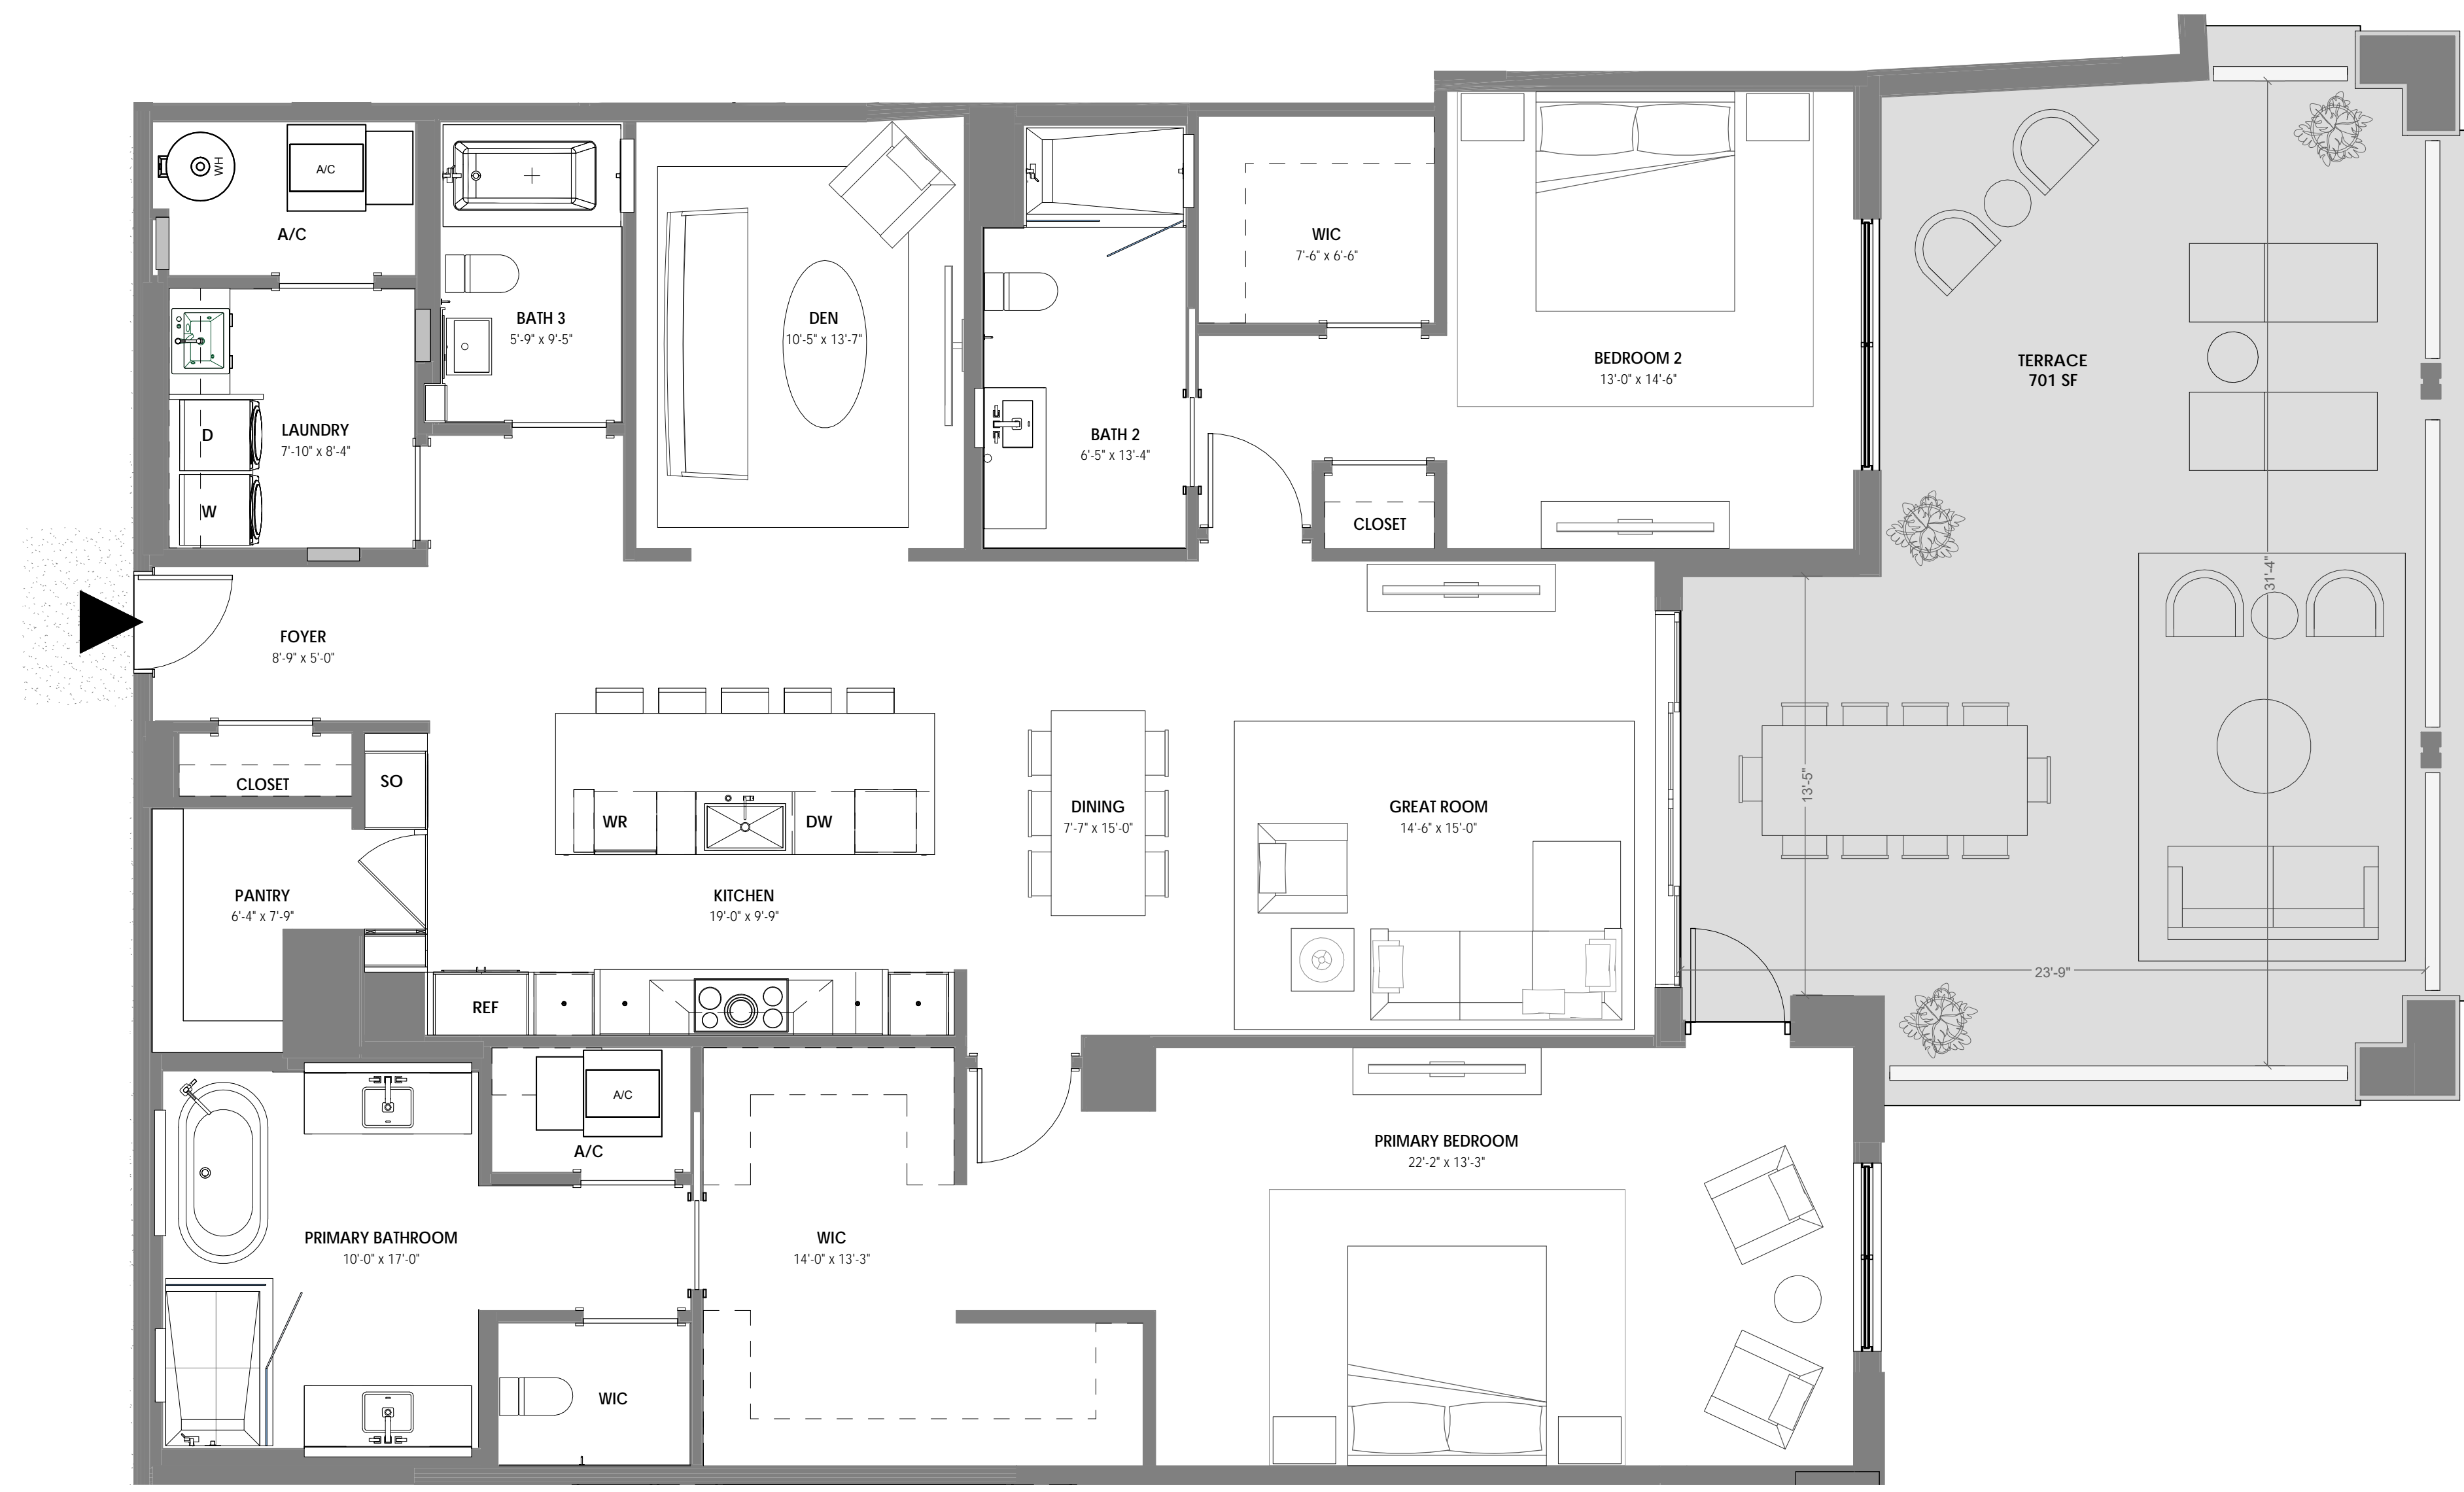 WH
A/C
A/C
BATH 3
5'-9" x 9'-5"
DEN
10'-5" x 13'-7"
WIC
7'-6" x 6'-6"
BEDROOM 2
13'-0" x 14'-6"
TERRACE
701 SF
LAUNDRY
7'-10" x 8'-4"
D
W
BATH 2
6'-5" x 13'-4"
CLOSET
31'-4"
FOYER
8'-9" x 5'-0"
CLOSET
SO
WR
DW
DINING
7'-7" x 15'-0"
GREAT ROOM
14'-6" x 15'-0"
13'-5"
PANTRY
6'-4" x 7'-9"
KITCHEN
19'-0" x 9'-9"
23'-9"
REF
A/C
A/C
PRIMARY BEDROOM
22'-2" x 13'-3"
PRIMARY BATHROOM
10'-0" x 17'-0"
WIC
14'-0" x 13'-3"
WIC